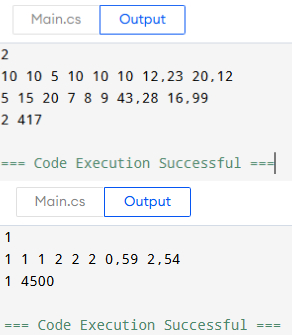 Main.cs Output
2
10 10 5 10 10 10 12,23 20,12
5 15 20 7 8 9 43,28 16,99
2 417
=== Code Execution Successful ===
Main.cs Output
1
1 1 1 2 2 2 0,59 2,54
1 4500
=== Code Execution Successful ===